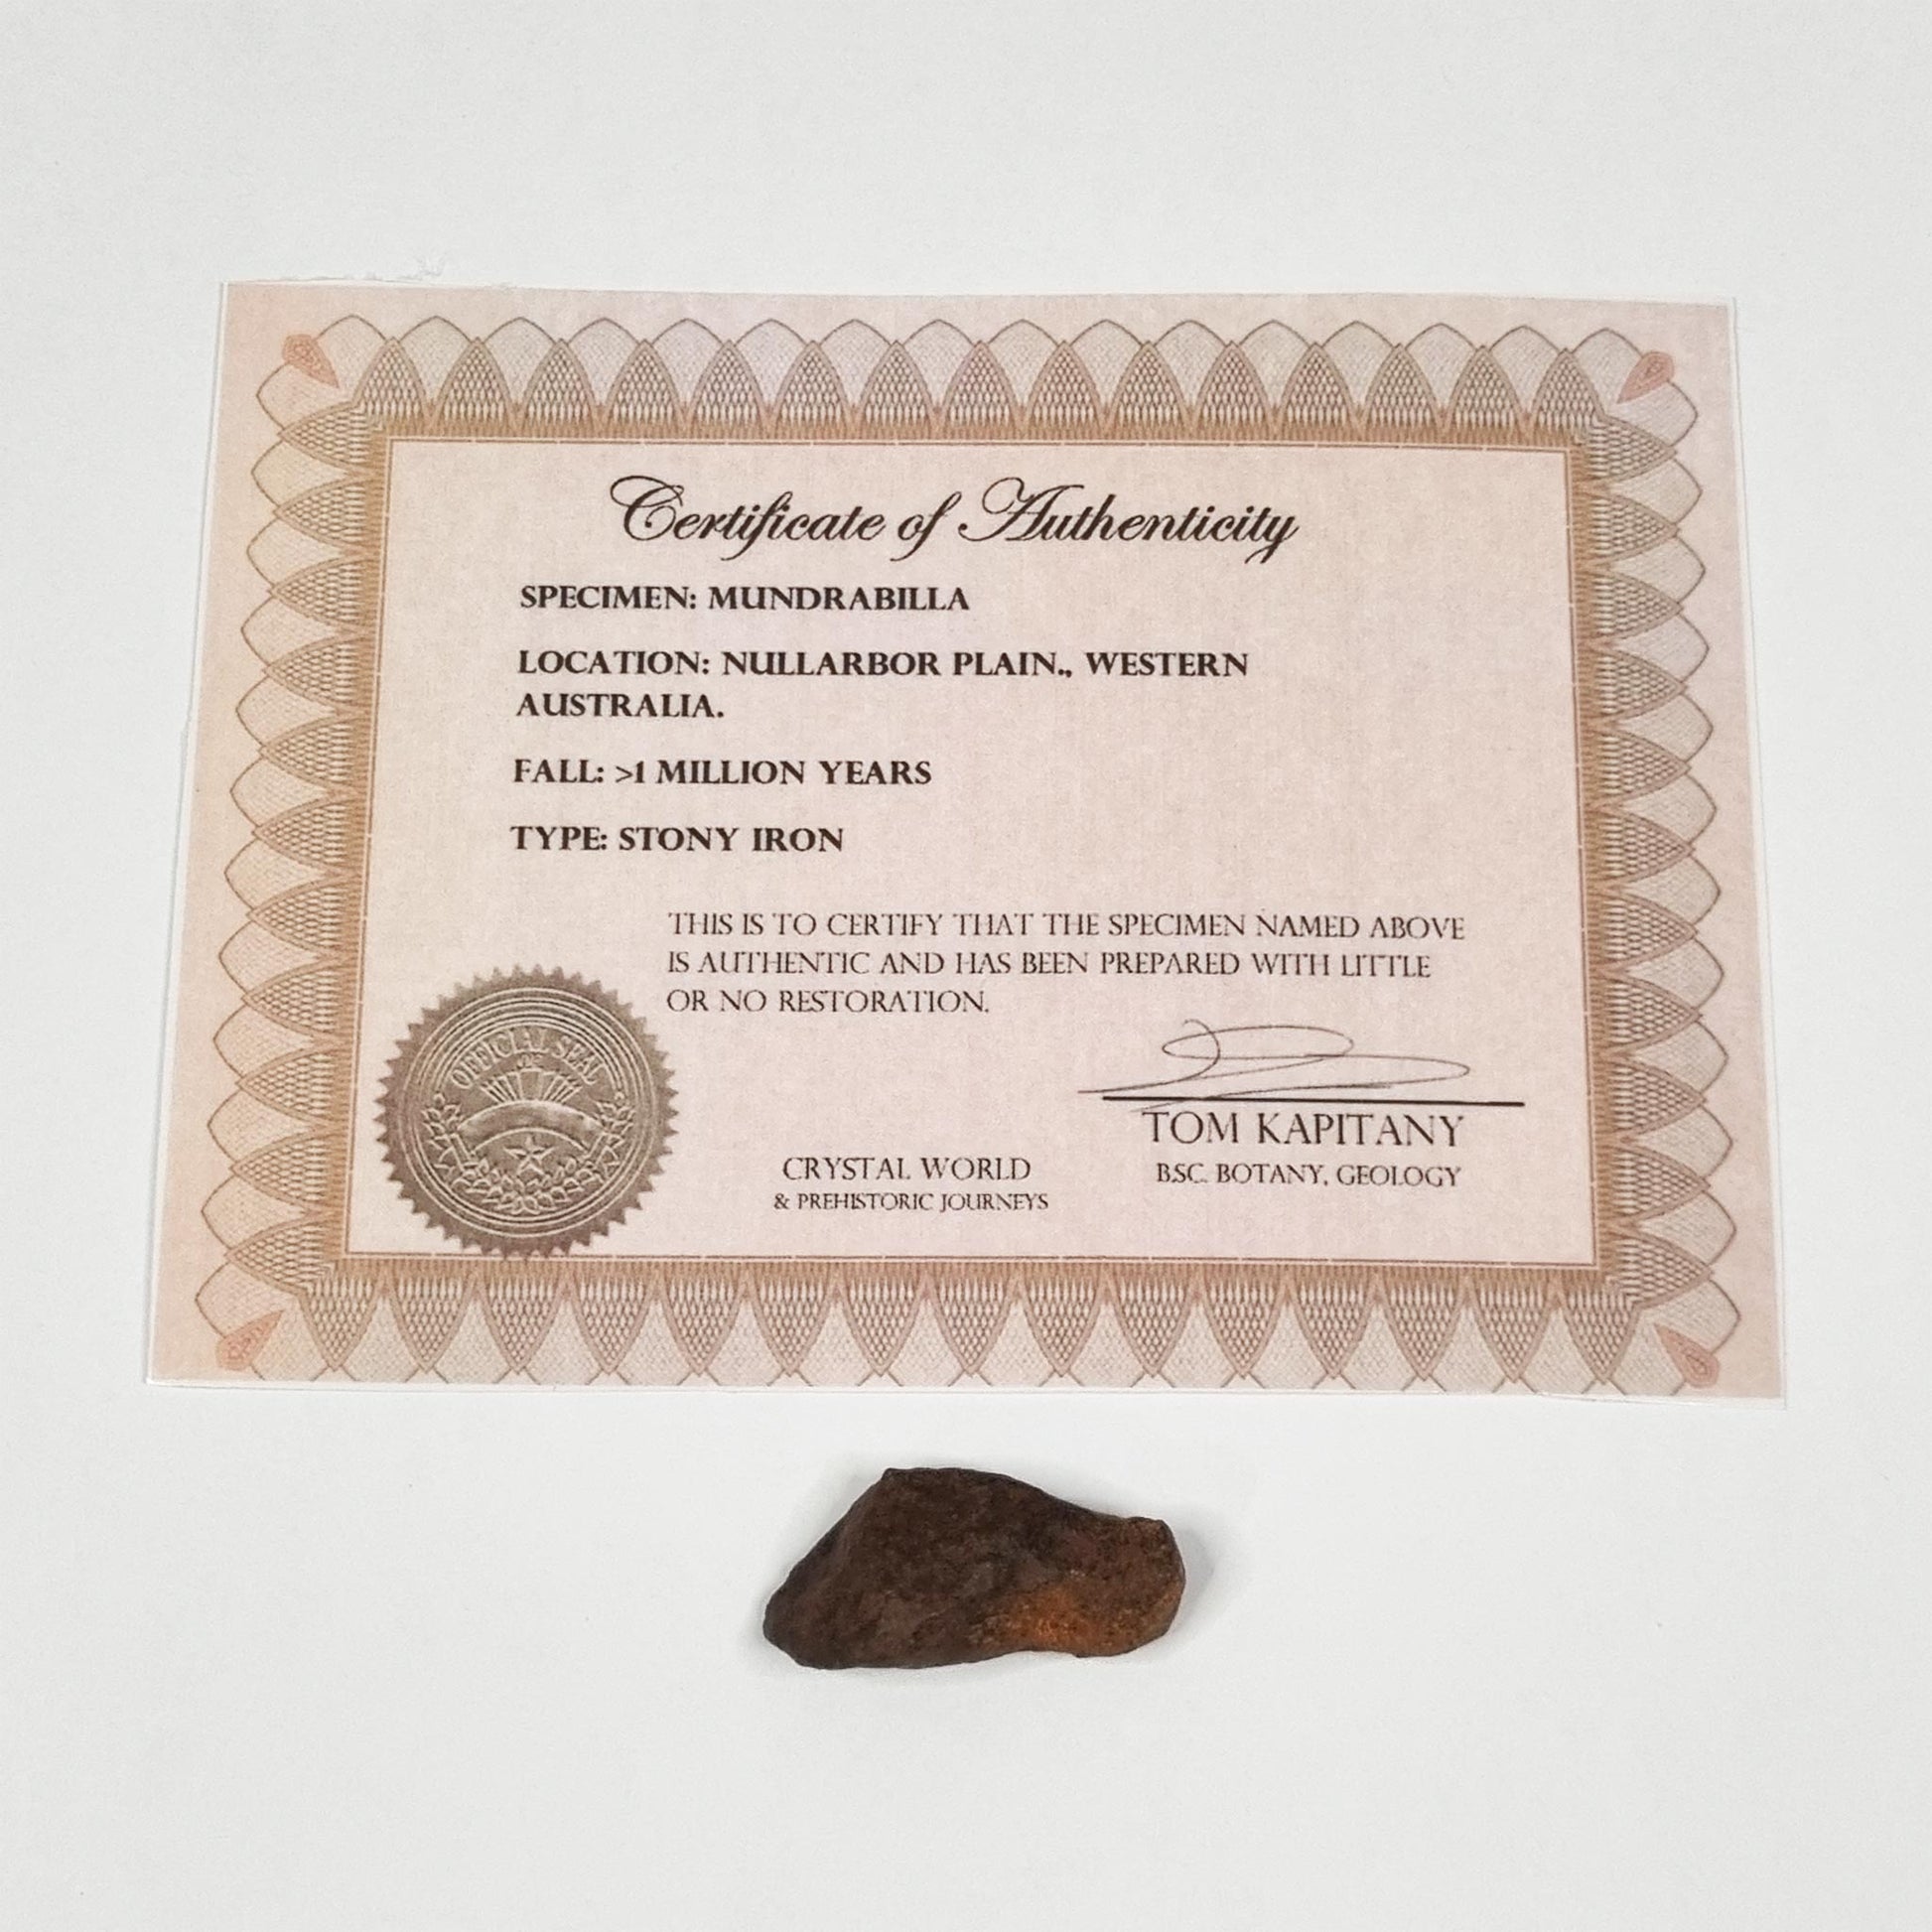 Certificate of Authenticity
SPECIMEN: MUNDRABILLA
LOCATION: NULLARBOR PLAIN., WESTERN
AUSTRALIA.
FALL: >1 MILLION YEARS
TYPE: STONY IRON
THIS IS TO CERTIFY THAT THE SPECIMEN NAMED ABOVE
IS AUTHENTIC AND HAS BEEN PREPARED WITH LITTLE
OR NO RESTORATION.
OFFICIAL SEAL
TOM KAPITANY
B.SC. BOTANY, GEOLOGY
CRYSTAL WORLD
& PREHISTORIC JOURNEYS